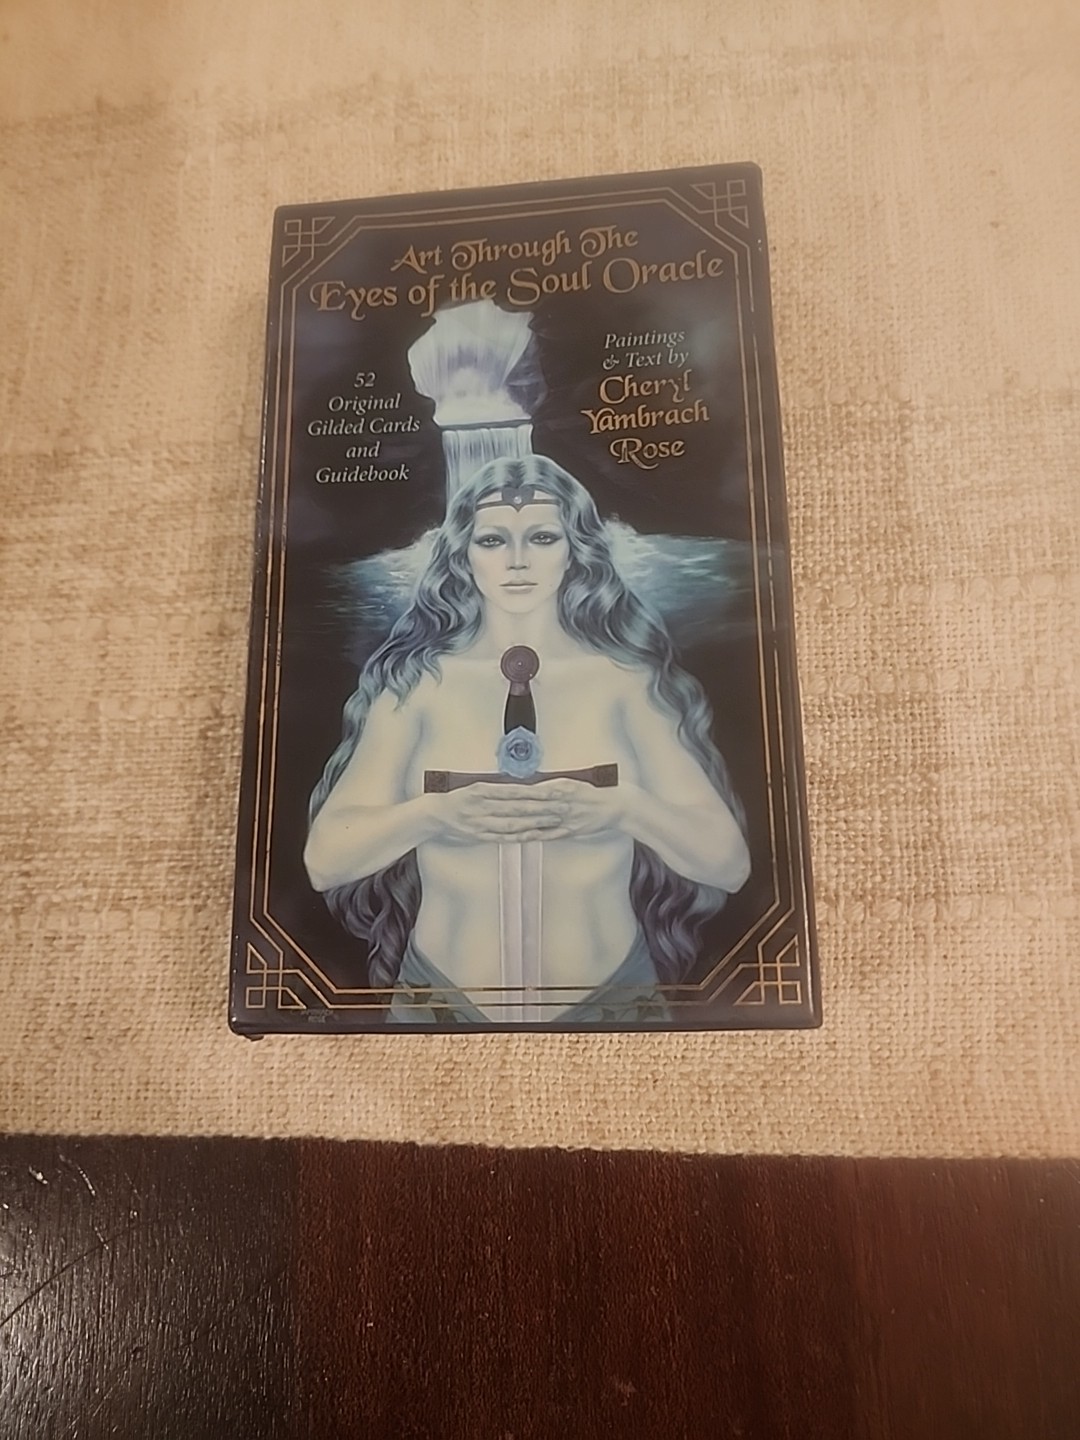 Art Through The
Eyes of the Soul Oracle
52
Original
Gilded Cards
and
Guidebook
Paintings
& Text by
Cheryl
Yambrach
Rose